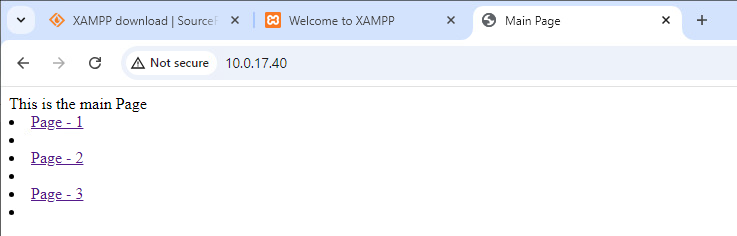 XAMPP download | SourceF
Welcome to XAMPP
Main Page
Not secure
10.0.17.40
This is the main Page
Page - 1
Page - 2
Page - 3